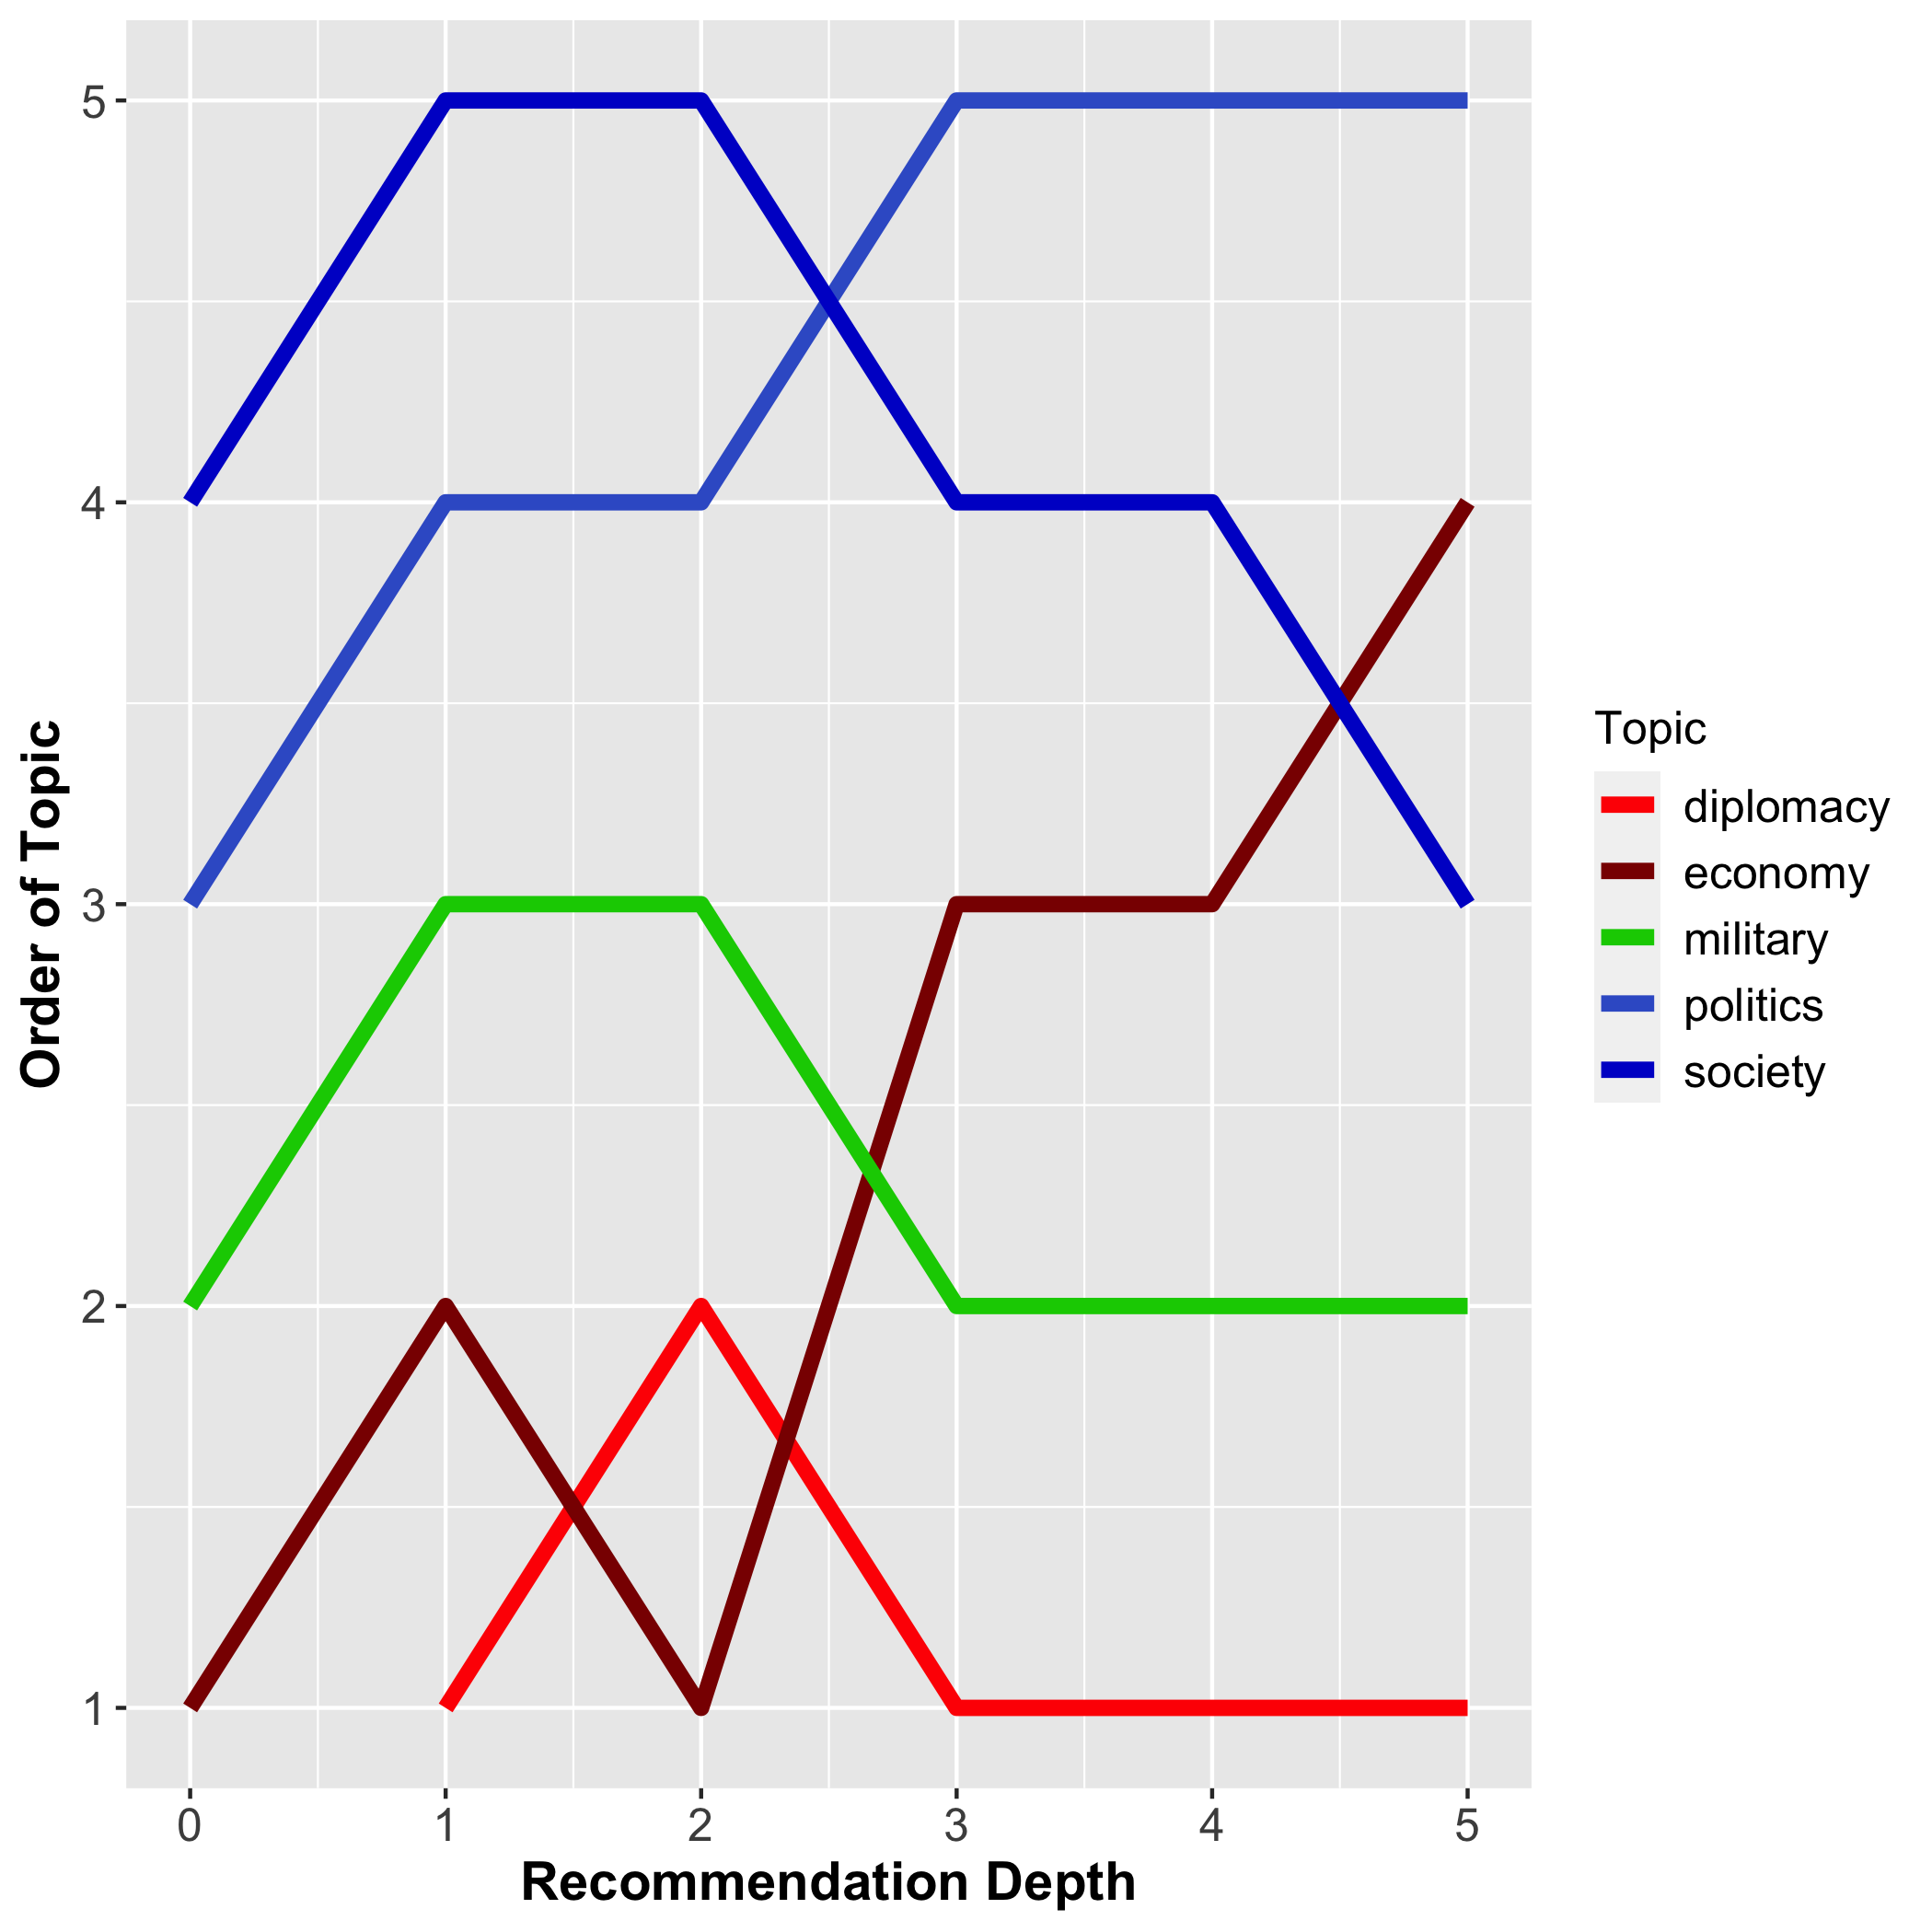 Order of Topic
5
4
3
2
1
0 1 2 3 4 5
Recommendation Depth
Topic
diplomacy
economy
military
politics
society